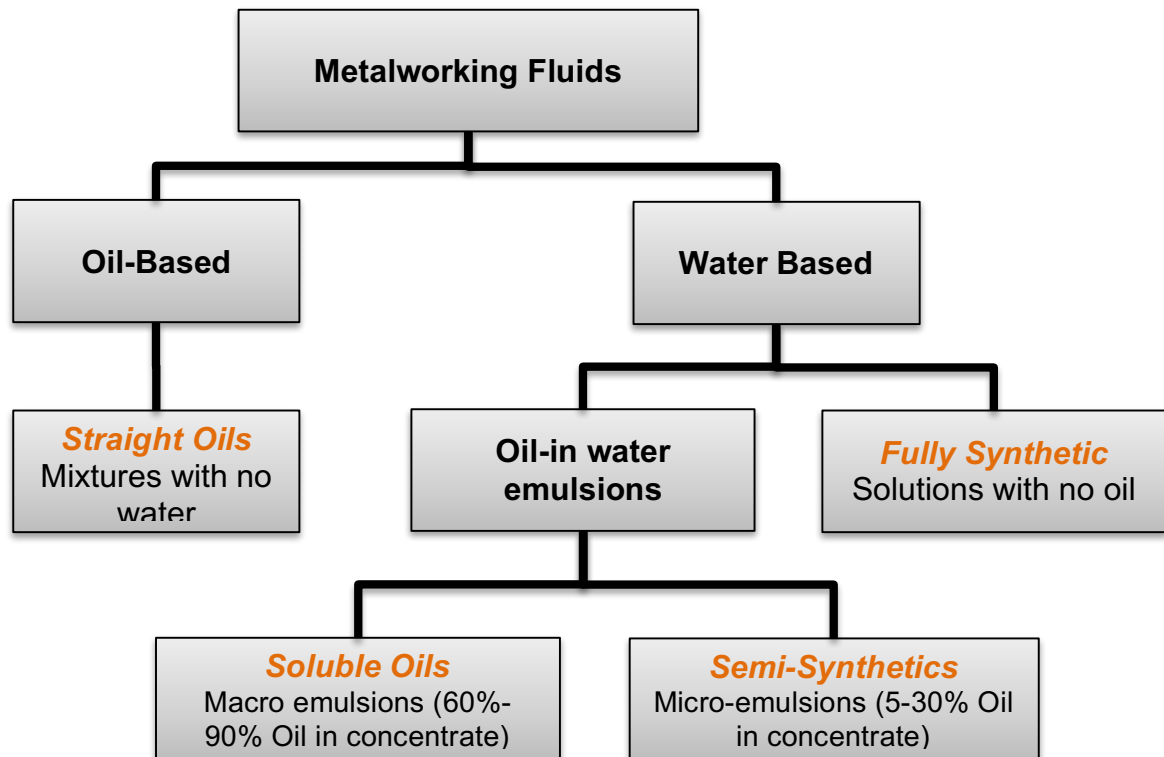 Metalworking Fluids
Oil-Based
Water Based
Straight Oils
Mixtures with no
water
Oil-in water
emulsions
Fully Synthetic
Solutions with no oil
Soluble Oils
Macro emulsions (60%-
90% Oil in concentrate)
Semi-Synthetics
Micro-emulsions (5-30% Oil
in concentrate)